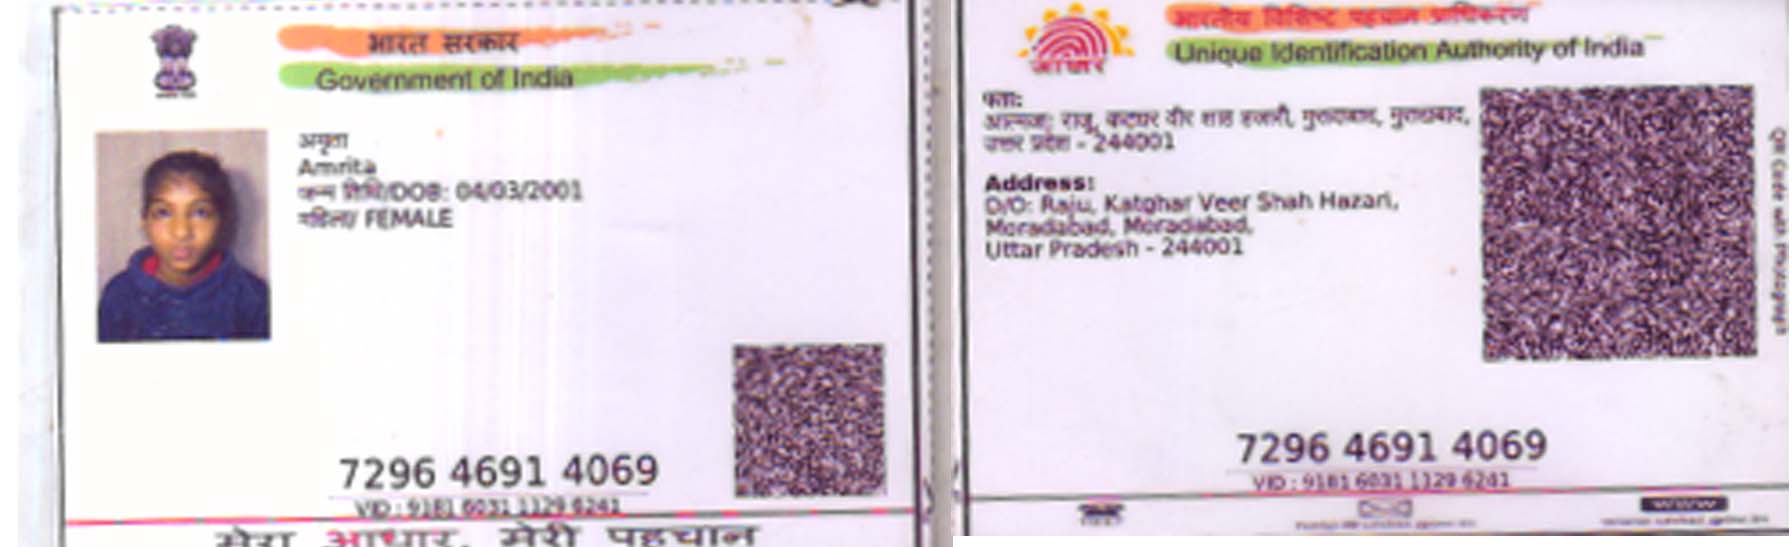 भारत सरकार
Government of India
अमृता
Amrita
जन्म तिथि/DOB: 04/03/2001
महिला/ FEMALE
7296 4691 4069
VID : 9181 6031 1129 6241
मेरा आधार, मेरी पहचान
भारतीय विशिष्ट पहचान प्राधिकरण
Unique Identification Authority of India
आधार
पता:
आत्मजा: राजू, कटघर वीर शाह हजारी, मुरादाबाद, मुरादाबाद,
उत्तर प्रदेश - 244001
Address:
D/O: Raju, Katghar Veer Shah Hazari,
Moradabad, Moradabad,
Uttar Pradesh - 244001
7296 4691 4069
VID : 9181 6031 1129 6241
www